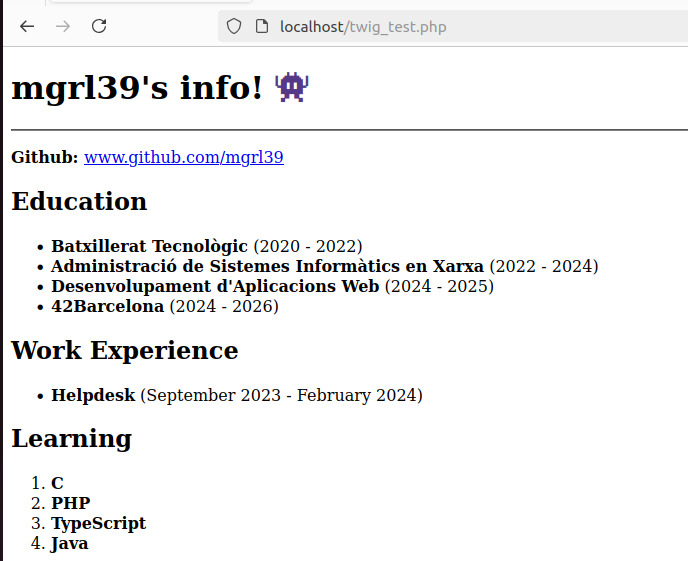 localhost/twig_test.php
mgrl39's info! 👾
Github: www.github.com/mgrl39
Education
• Batxillerat Tecnològic (2020 - 2022)
• Administració de Sistemes Informàtics en Xarxa (2022 - 2024)
• Desenvolupament d'Aplicacions Web (2024 - 2025)
• 42Barcelona (2024 - 2026)
Work Experience
• Helpdesk (September 2023 - February 2024)
Learning
1. C
2. PHP
3. TypeScript
4. Java